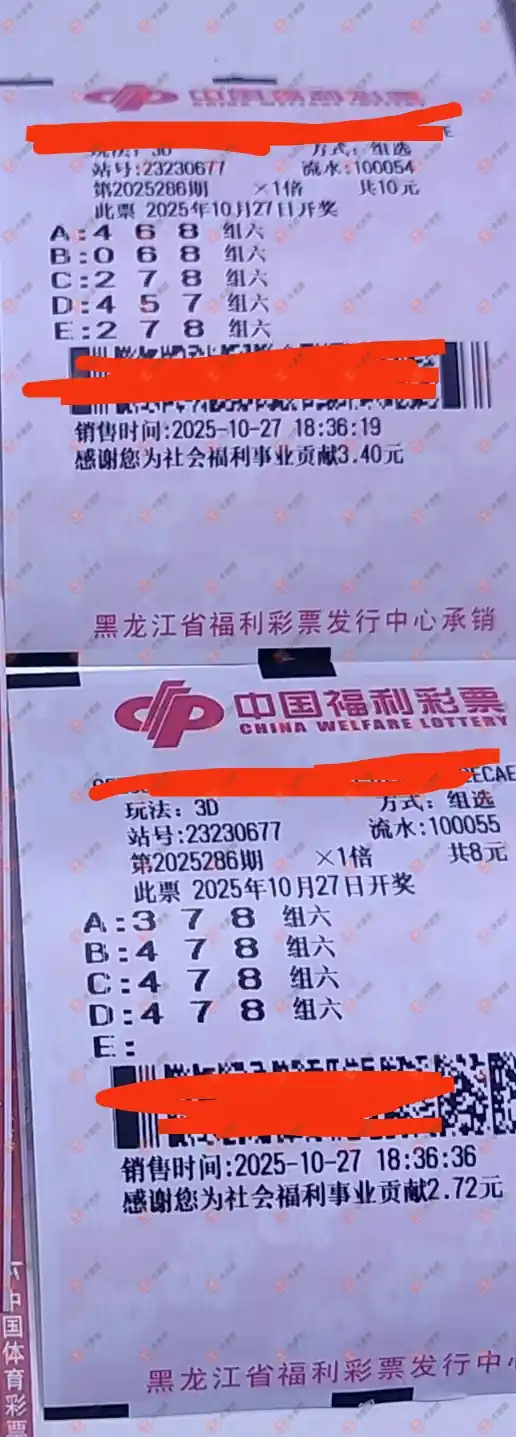 中国福利彩票
玩法：3D 方式：组选
站号:23230677 流水:100054
第2025286期 ×1倍 共10元
此票 2025年10月27日开奖
A:4 6 8 组六
B:0 6 8 组六
C:2 7 8 组六
D:4 5 7 组六
E:2 7 8 组六
销售时间:2025-10-27 18:36:19
感谢您为社会福利事业贡献3.40元
黑龙江省福利彩票发行中心承销
中国福利彩票
CHINA WELFARE LOTTERY
ECAE
玩法：3D 方式：组选
站号:23230677 流水:100055
第2025286期 ×1倍 共8元
此票 2025年10月27日开奖
A:3 7 8 组六
B:4 7 8 组六
C:4 7 8 组六
D:4 7 8 组六
E:
销售时间:2025-10-27 18:36:36
感谢您为社会福利事业贡献2.72元
黑龙江省福利彩票发行中
中国体育彩票